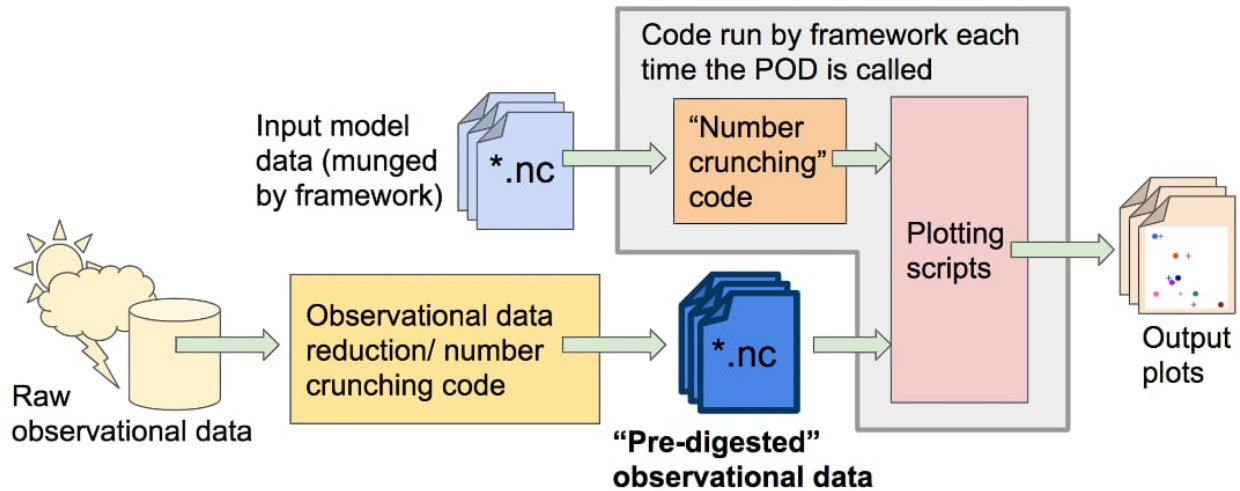 Code run by framework each
time the POD is called
Input model
data (munged
by framework)
*.nc
“Number
crunching”
code
Plotting
scripts
Raw
observational data
Observational data
reduction/ number
crunching code
*.nc
“Pre-digested”
observational data
Output
plots